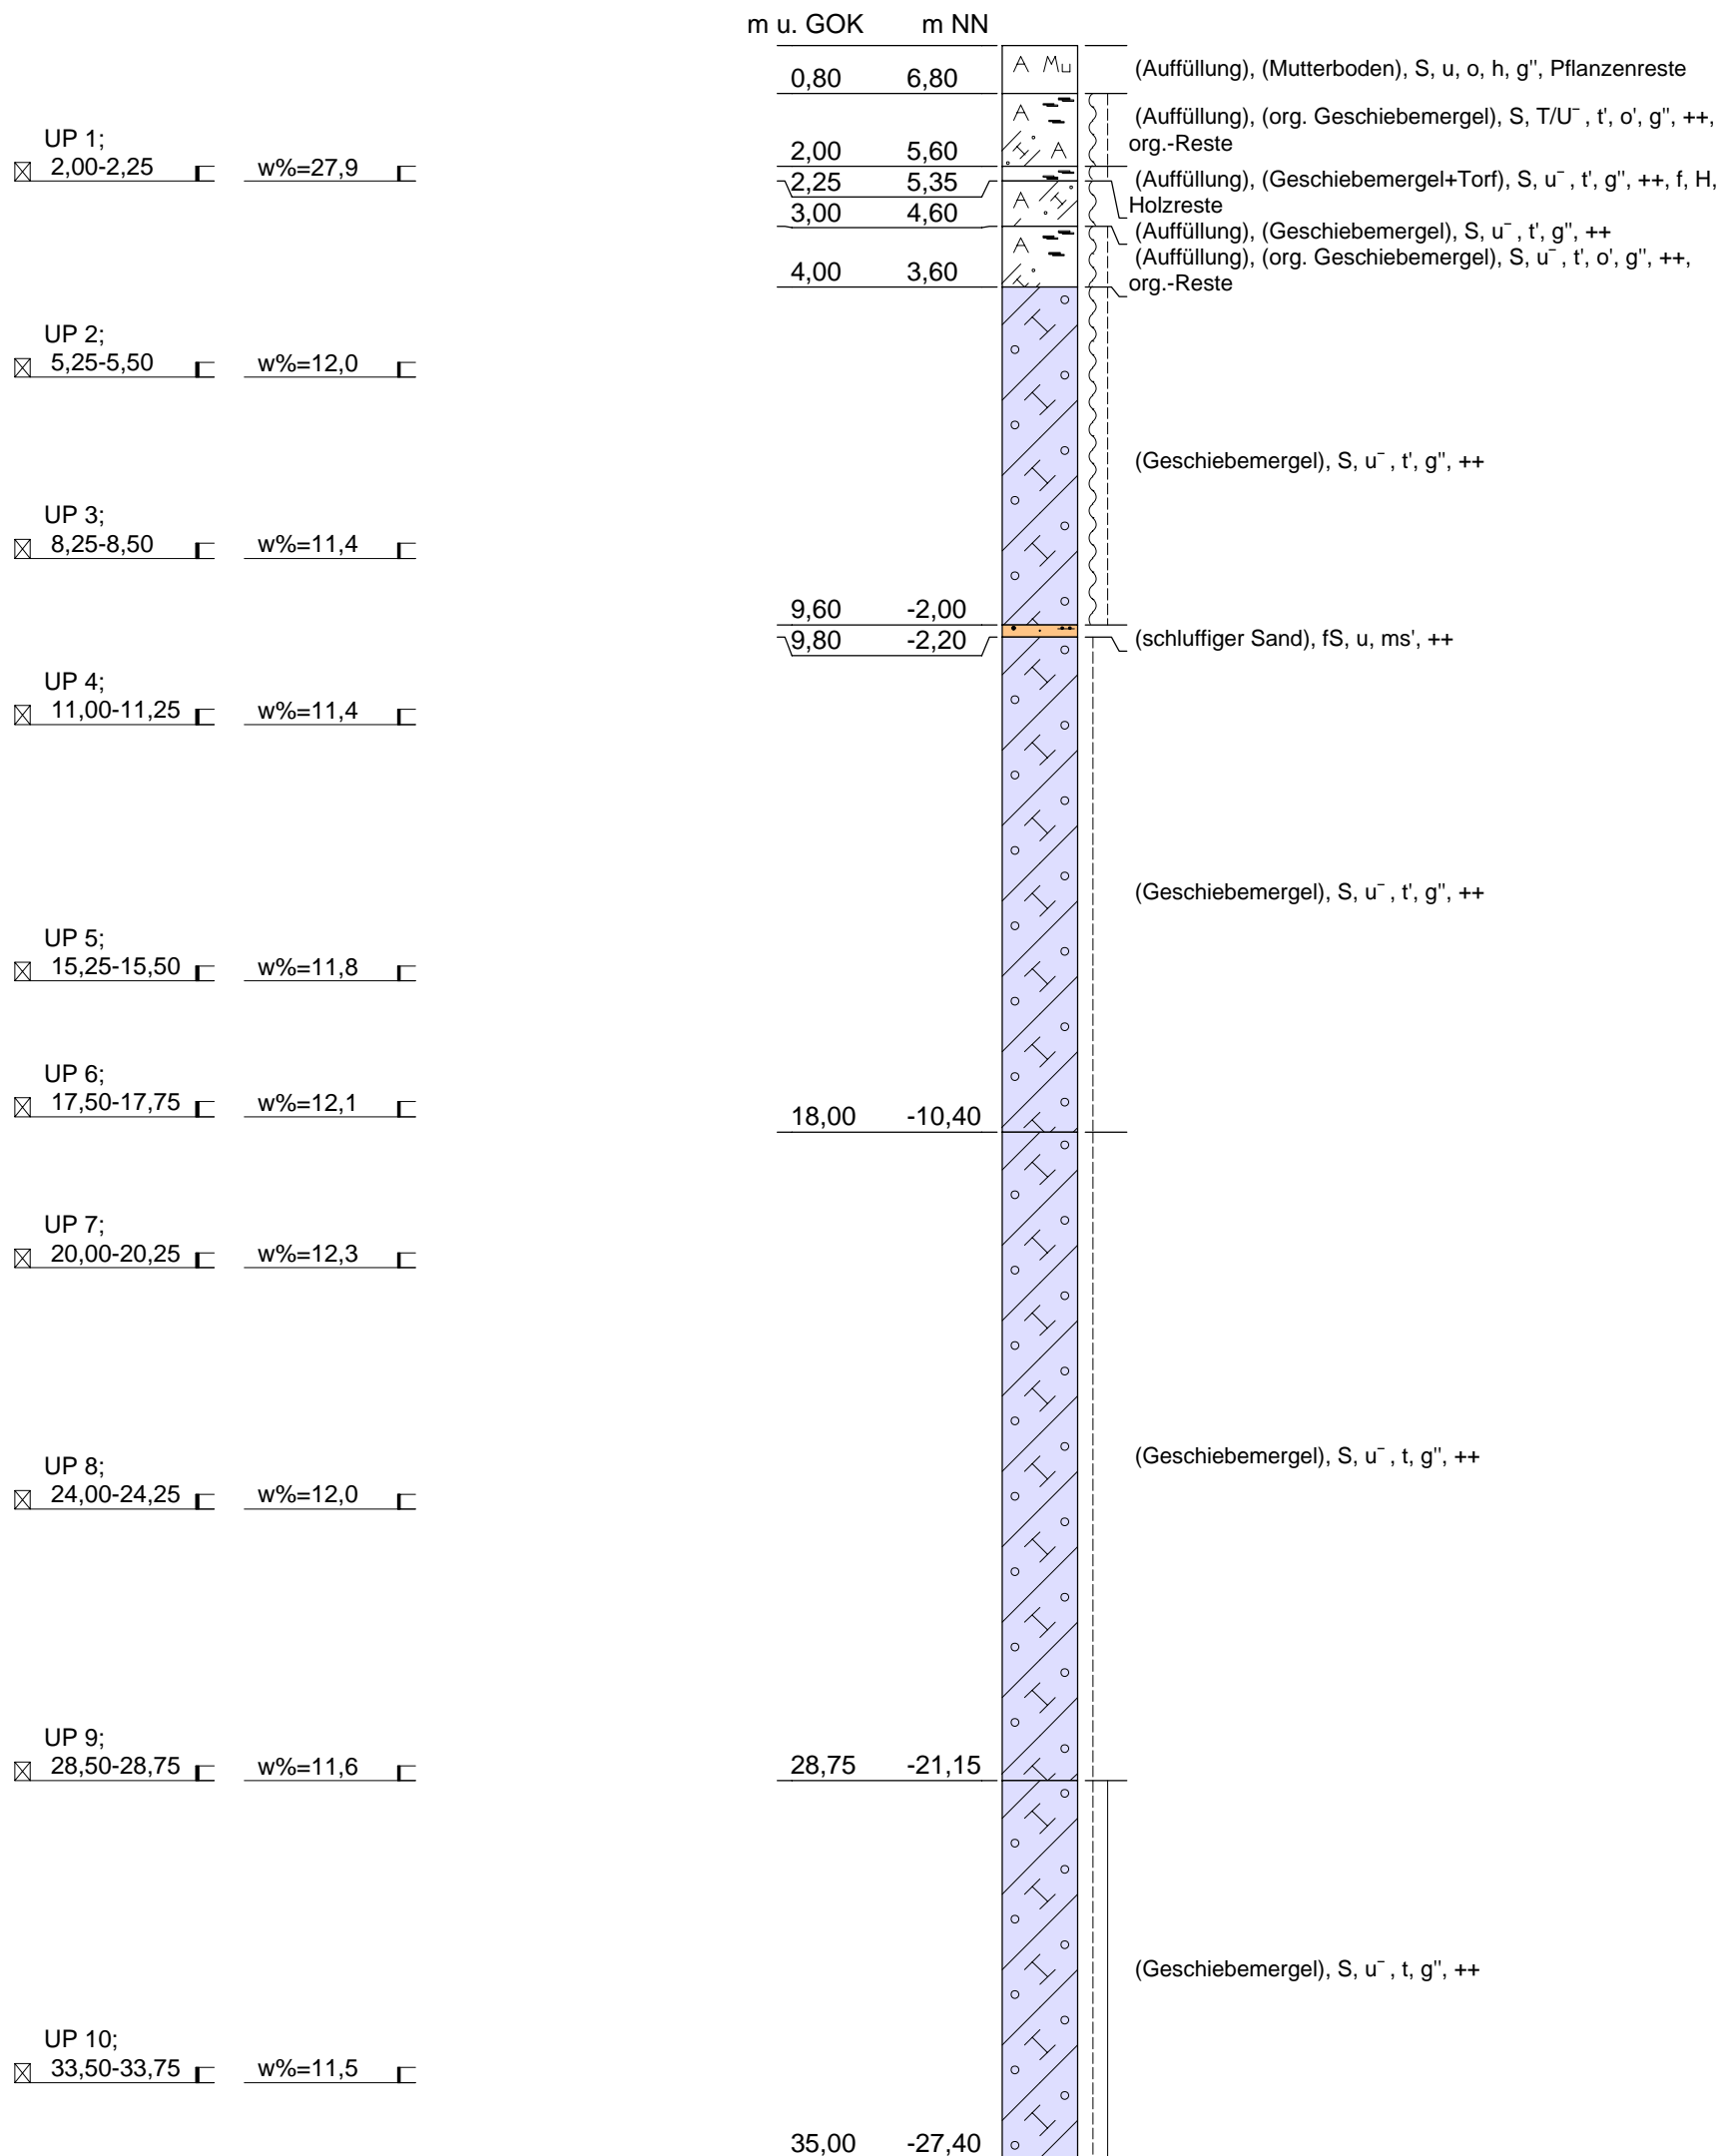 m u. GOK m NN
0,80 6,80 A Mu (Auffüllung), (Mutterboden), S, u, o, h, g", Pflanzenreste
A
(Auffüllung), (org. Geschiebemergel), S, T/U¯, t', o', g", ++,
org.-Reste
2,00 5,60 A
UP 1;
2,00-2,25 w%=27,9
2,25 5,35
(Auffüllung), (Geschiebemergel+Torf), S, u¯, t', g", ++, f, H,
Holzreste
3,00 4,60 A
(Auffüllung), (Geschiebemergel), S, u¯, t', g", ++
A
(Auffüllung), (org. Geschiebemergel), S, u¯, t', o', g", ++,
org.-Reste
4,00 3,60
UP 2;
5,25-5,50 w%=12,0
(Geschiebemergel), S, u¯, t', g", ++
UP 3;
8,25-8,50 w%=11,4
9,60 -2,00
9,80 -2,20 (schluffiger Sand), fS, u, ms', ++
UP 4;
11,00-11,25 w%=11,4
(Geschiebemergel), S, u¯, t', g", ++
UP 5;
15,25-15,50 w%=11,8
UP 6;
17,50-17,75 w%=12,1
18,00 -10,40
UP 7;
20,00-20,25 w%=12,3
(Geschiebemergel), S, u¯, t, g", ++
UP 8;
24,00-24,25 w%=12,0
UP 9;
28,50-28,75 w%=11,6
28,75 -21,15
(Geschiebemergel), S, u¯, t, g", ++
UP 10;
33,50-33,75 w%=11,5
35,00 -27,40